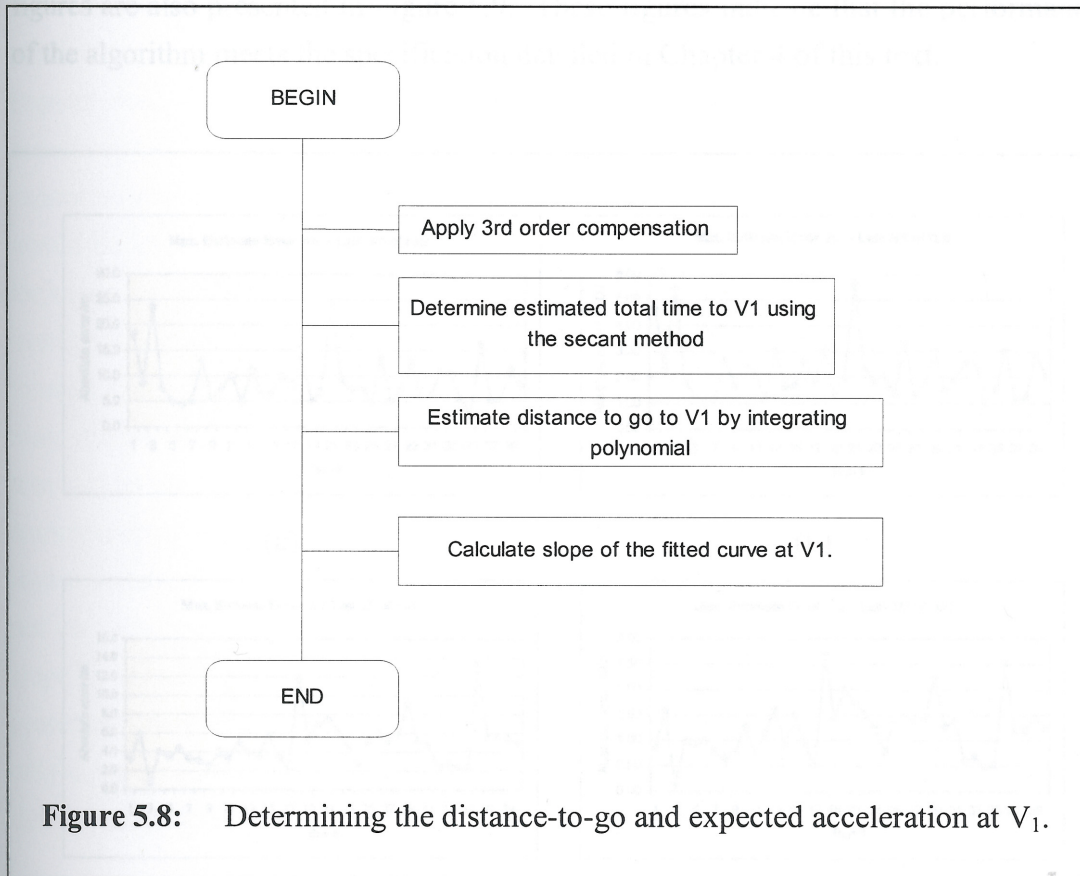 of the algorithm
BEGIN
Apply 3rd order compensation
Determine estimated total time to V1 using
the secant method
Estimate distance to go to V1 by integrating
polynomial
Calculate slope of the fitted curve at V1.
END
Figure 5.8: Determining the distance-to-go and expected acceleration at V₁.